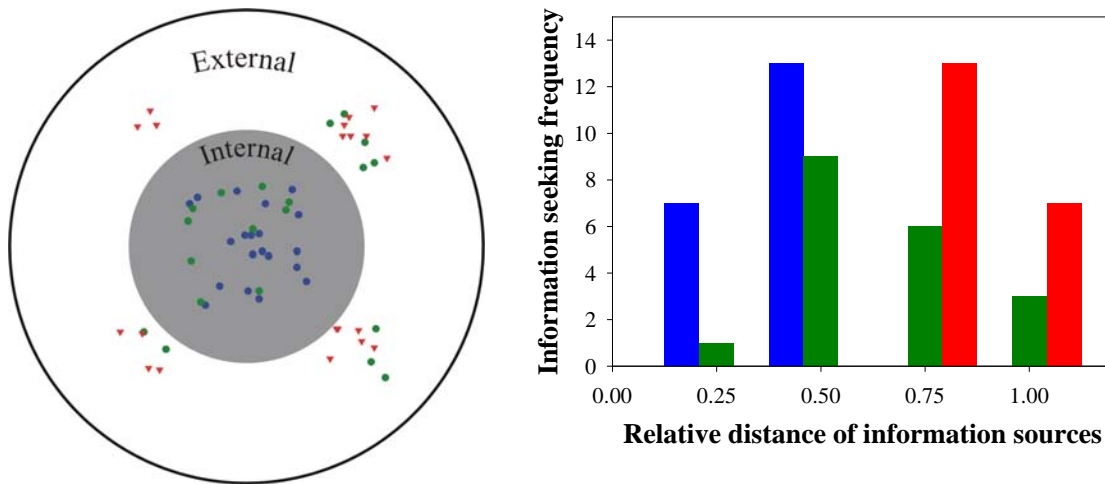 External
Internal
Information seeking frequency
14
12
10
8
6
4
2
0
0.00 0.25 0.50 0.75 1.00
Relative distance of information sources